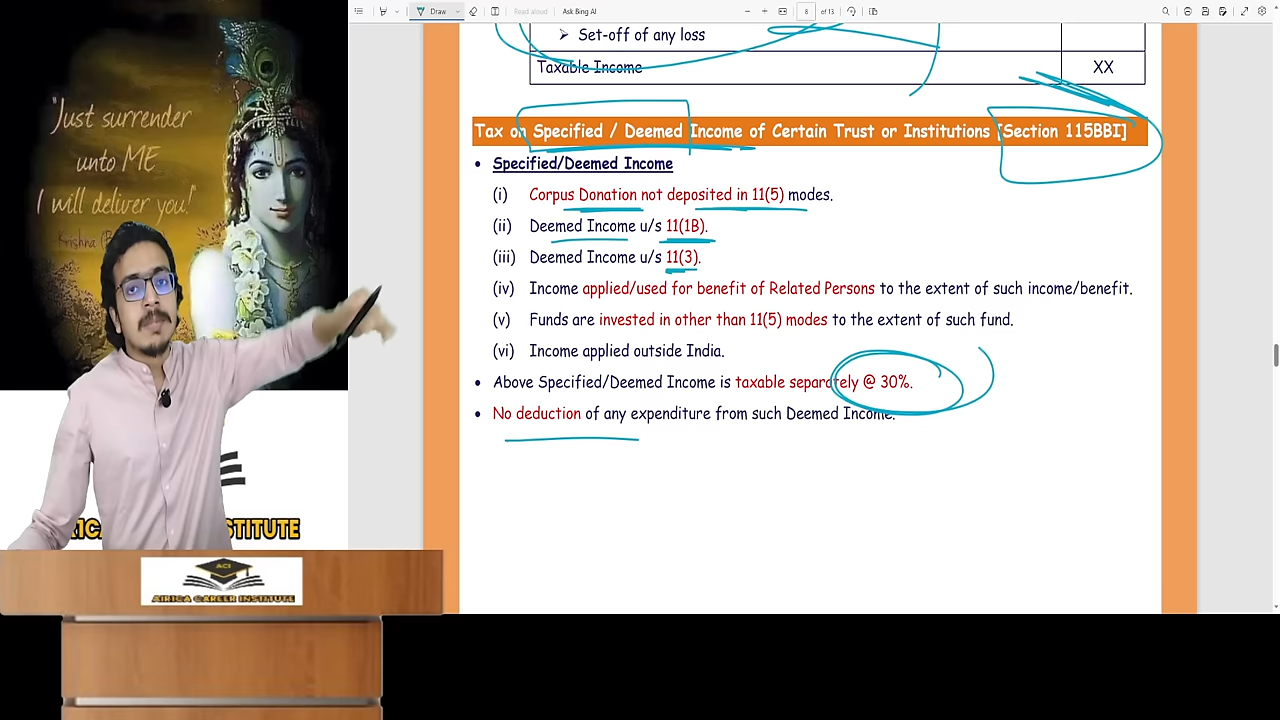 Draw
Read aloud
Ask Bing AI
8
of 13
➢ Set-off of any loss
Taxable Income XX
"Just surrender
unto ME
I will deliver you!"
Tax on Specified / Deemed Income of Certain Trust or Institutions [Section 115BBI]
• Specified/Deemed Income
(i) Corpus Donation not deposited in 11(5) modes.
(ii) Deemed Income u/s 11(1B).
(iii) Deemed Income u/s 11(3).
(iv) Income applied/used for benefit of Related Persons to the extent of such income/benefit.
(v) Funds are invested in other than 11(5) modes to the extent of such fund.
(vi) Income applied outside India.
• Above Specified/Deemed Income is taxable separately @ 30%.
• No deduction of any expenditure from such Deemed Income.
ACI
AIRICA CAREER INSTITUTE